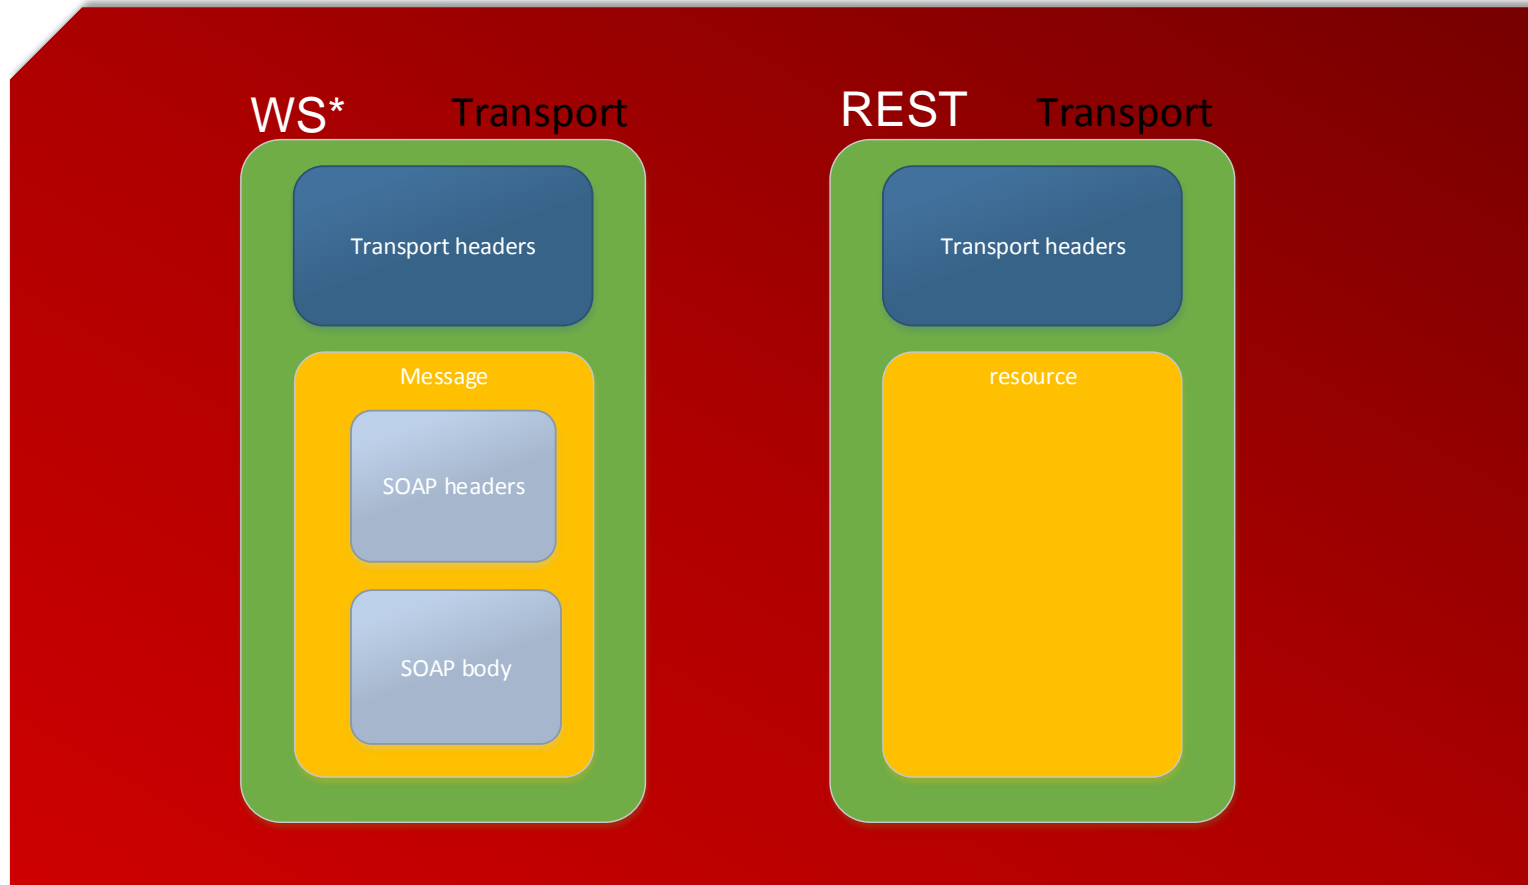 WS*
Transport
Transport headers
Message
SOAP headers
SOAP body
REST
Transport
Transport headers
resource